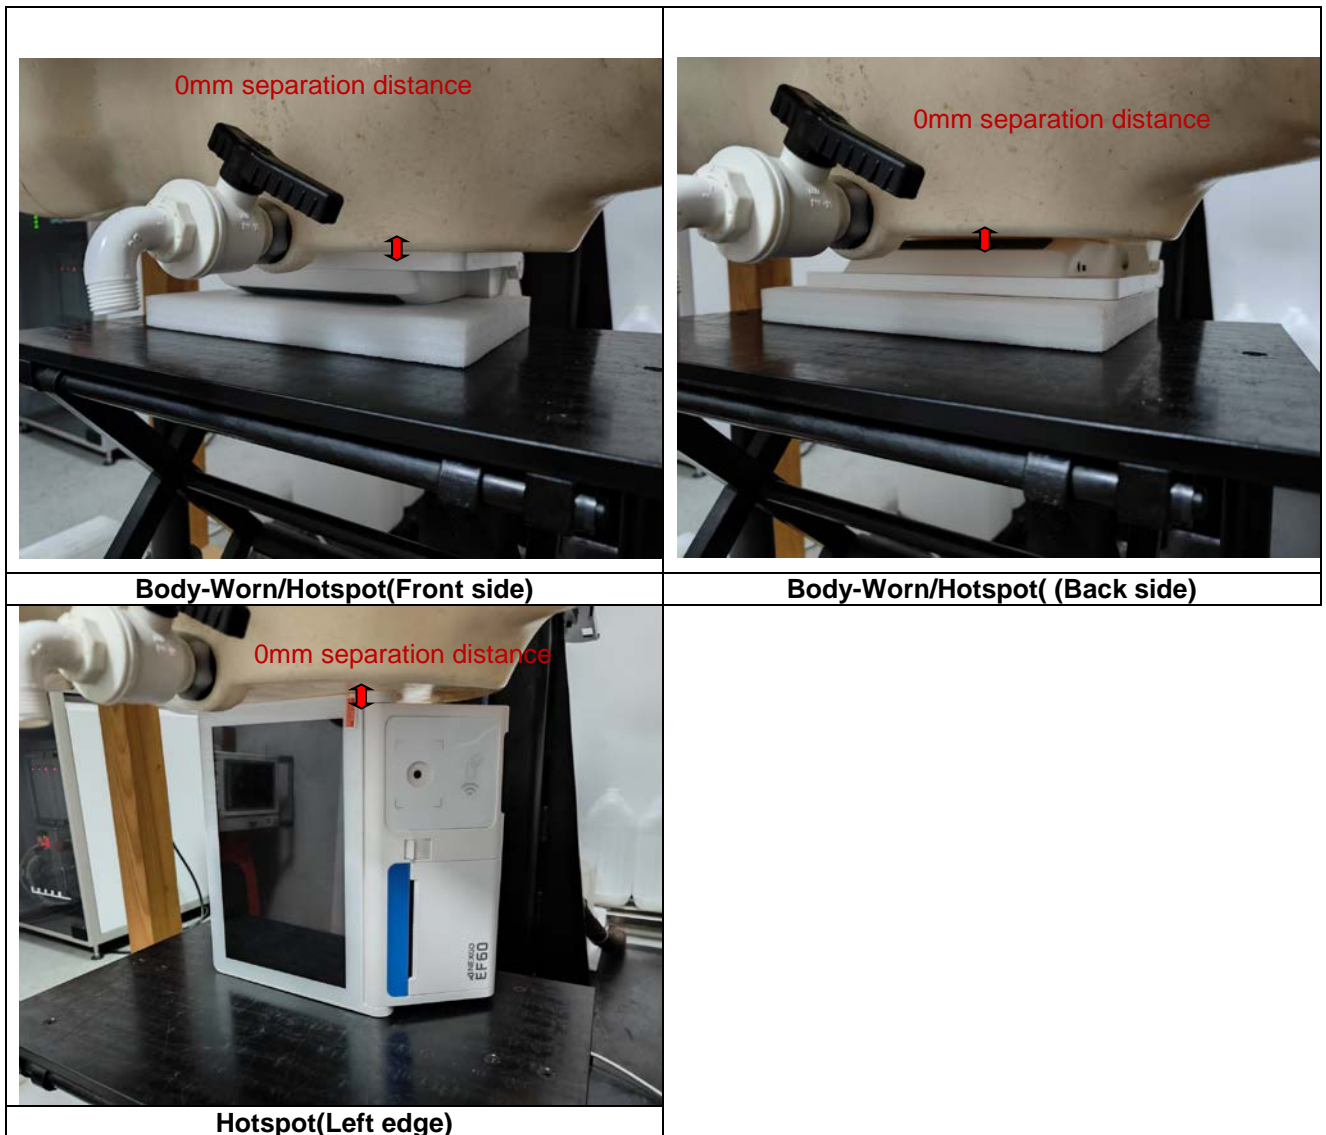 0mm separation distance
0mm separation distance
Body-Worn/Hotspot(Front side)
Body-Worn/Hotspot( (Back side)
0mm separation distance
NEXGO
EF60
Hotspot(Left edge)